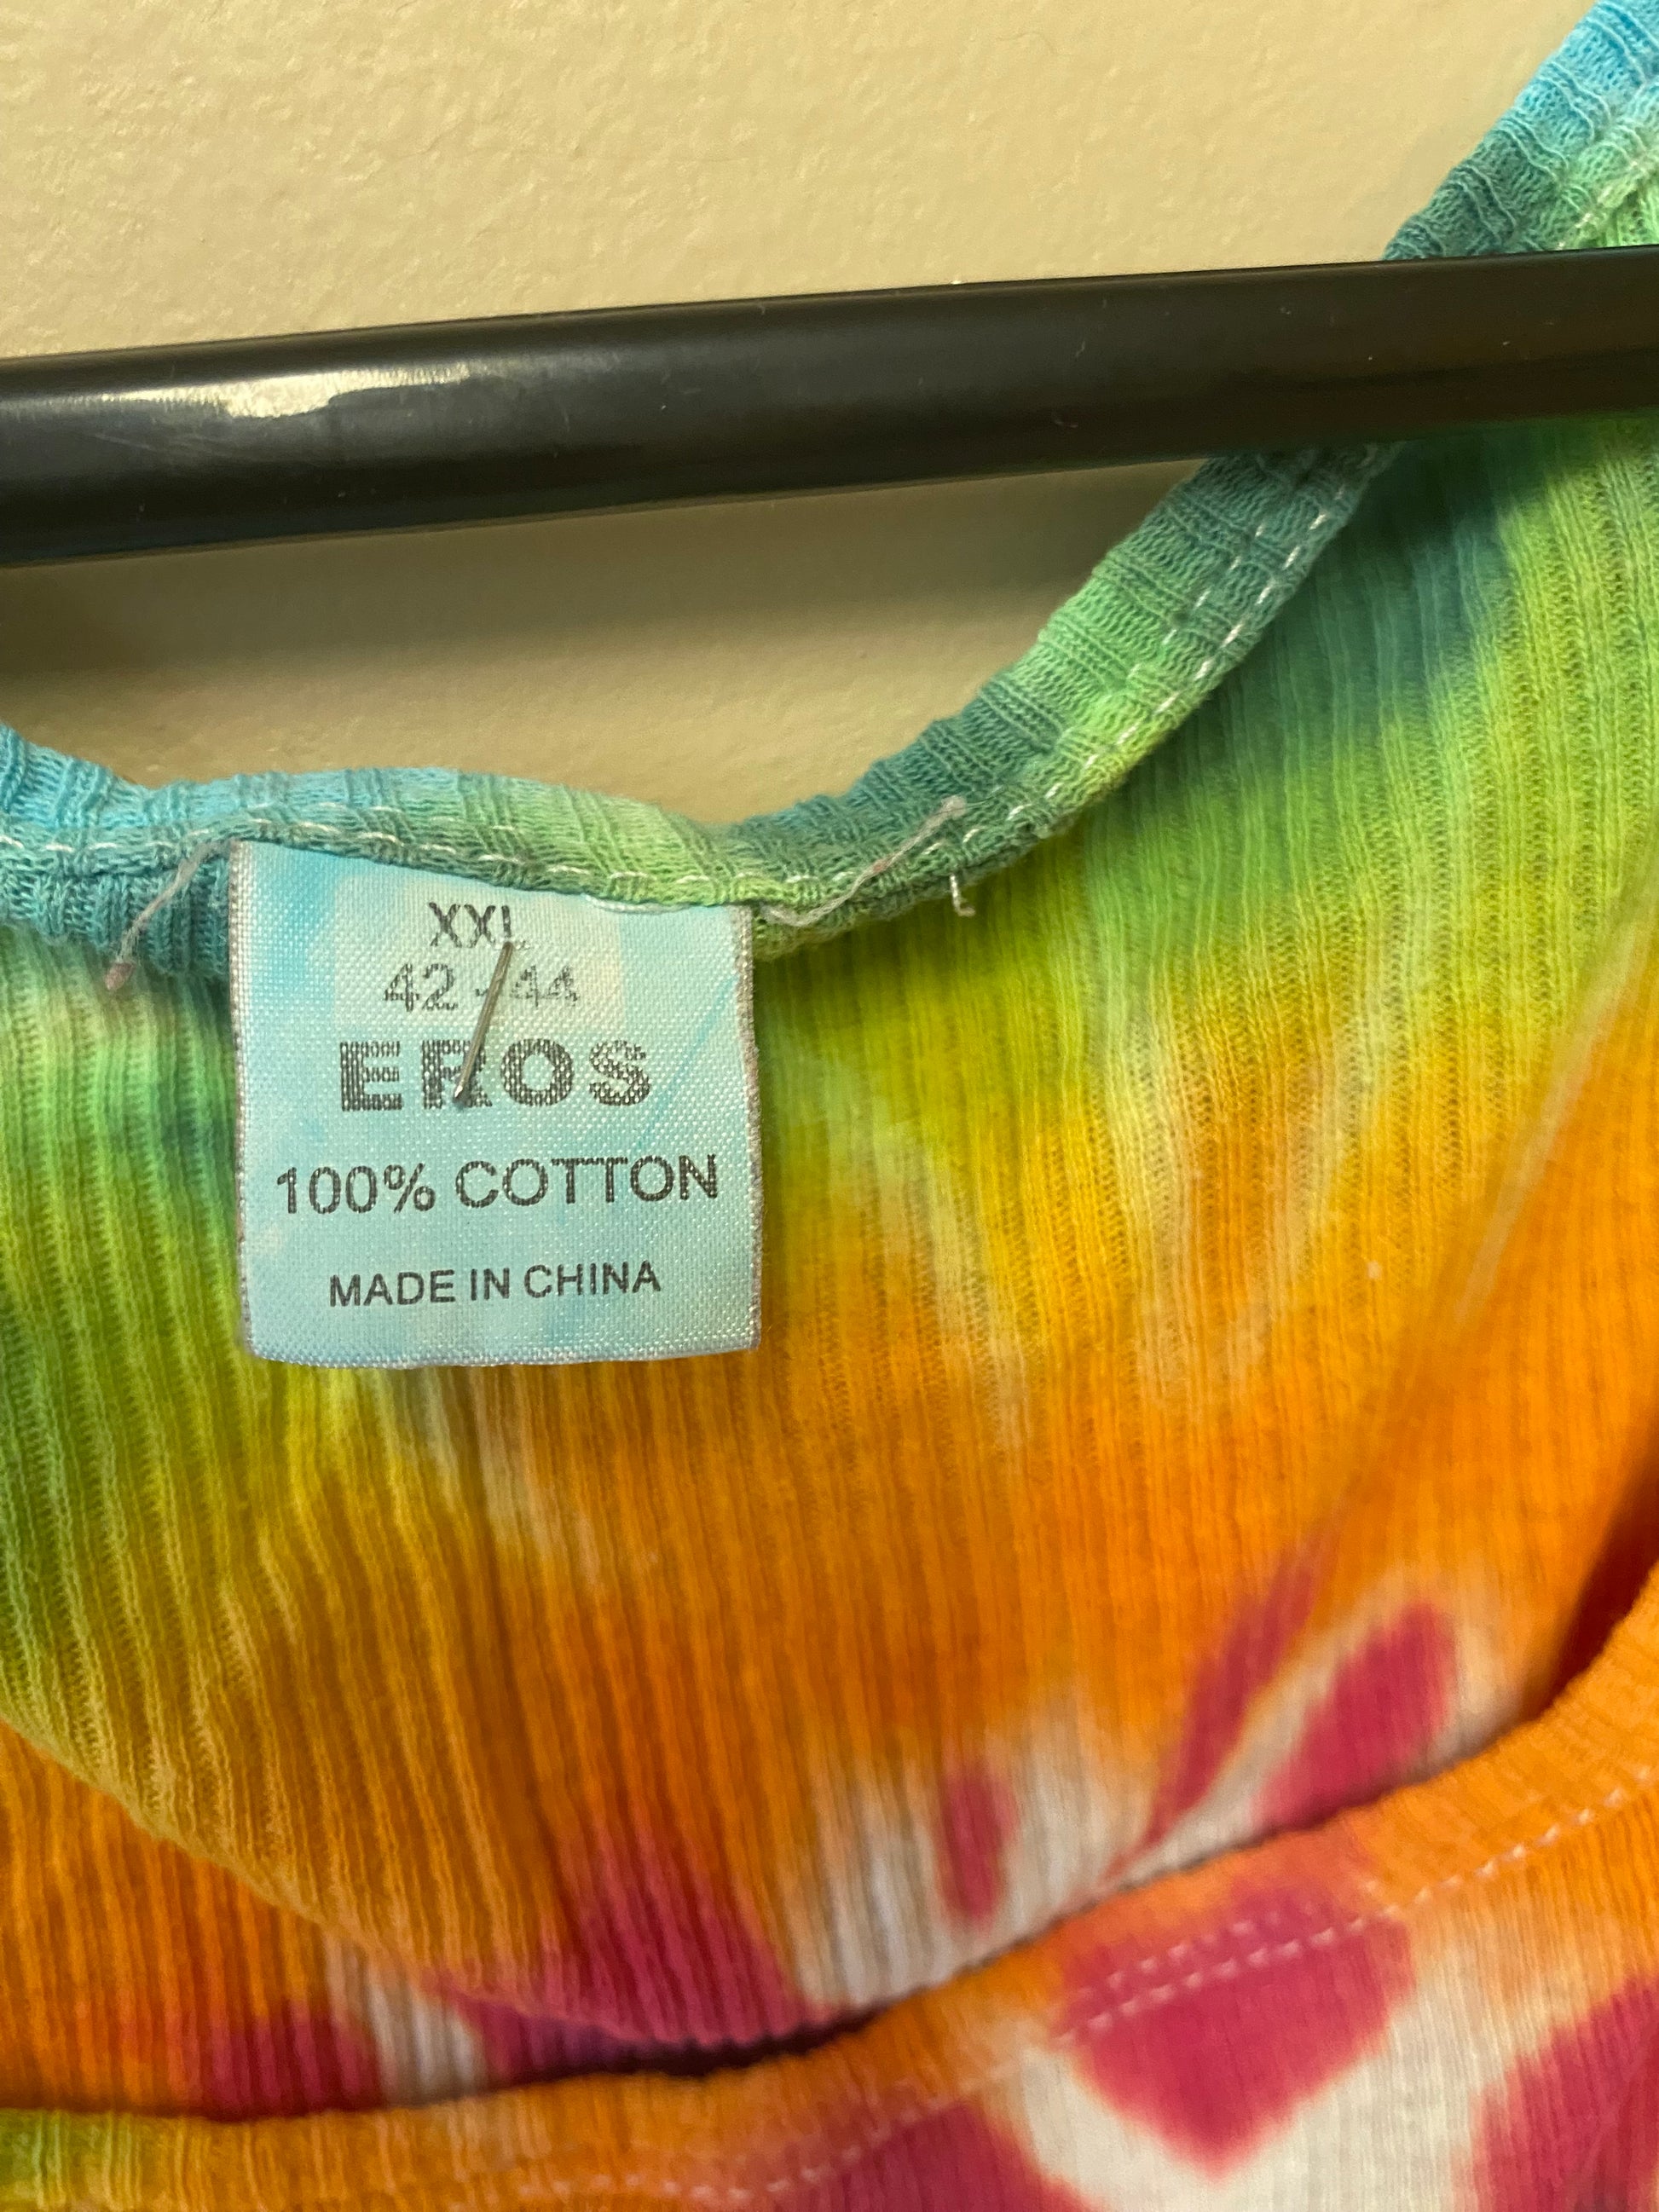 XXL
42-44
EROS
100% COTTON
MADE IN CHINA